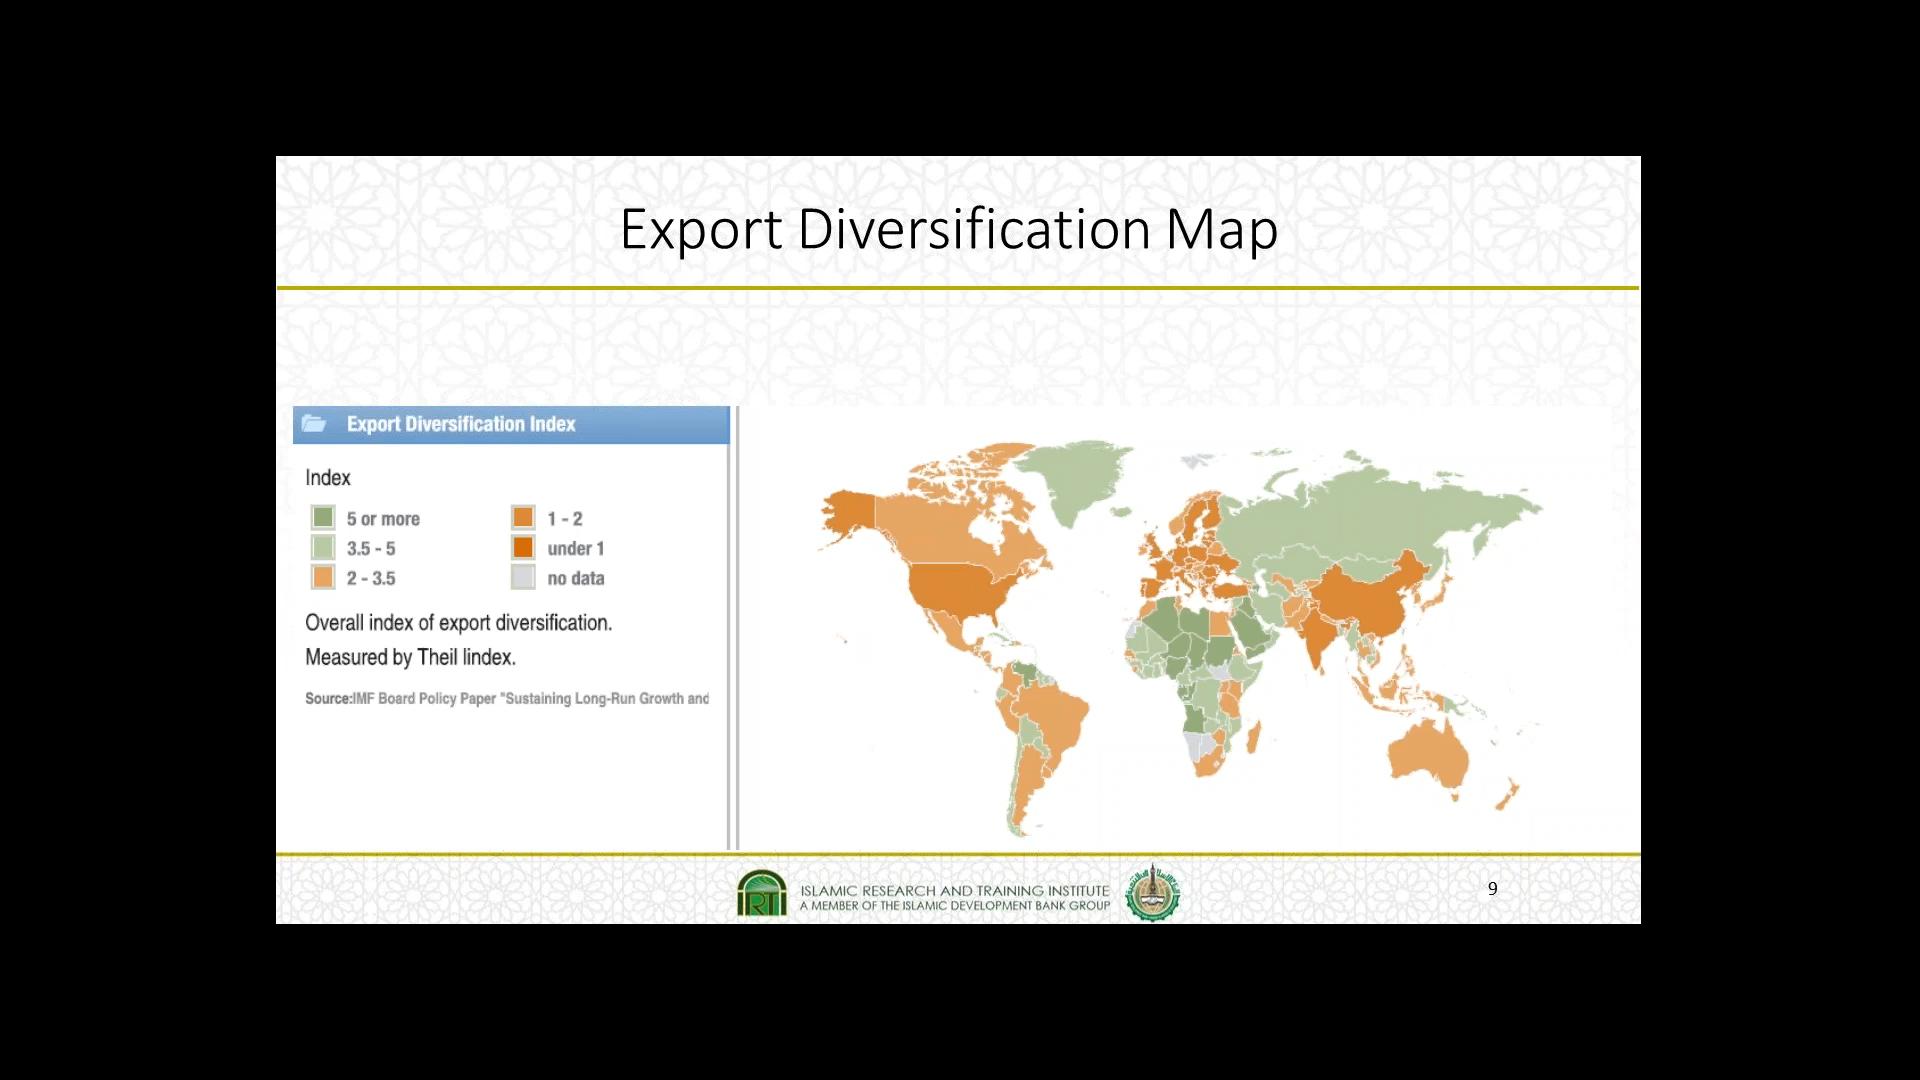 Export Diversification Map
Export Diversification Index
Index
5 or more
3.5 - 5
2 - 3.5
1 - 2
under 1
no data
Overall index of export diversification.
Measured by Theil Iindex.
Source:IMF Board Policy Paper "Sustaining Long-Run Growth and
IRTI
ISLAMIC RESEARCH AND TRAINING INSTITUTE
A MEMBER OF THE ISLAMIC DEVELOPMENT BANK GROUP
9